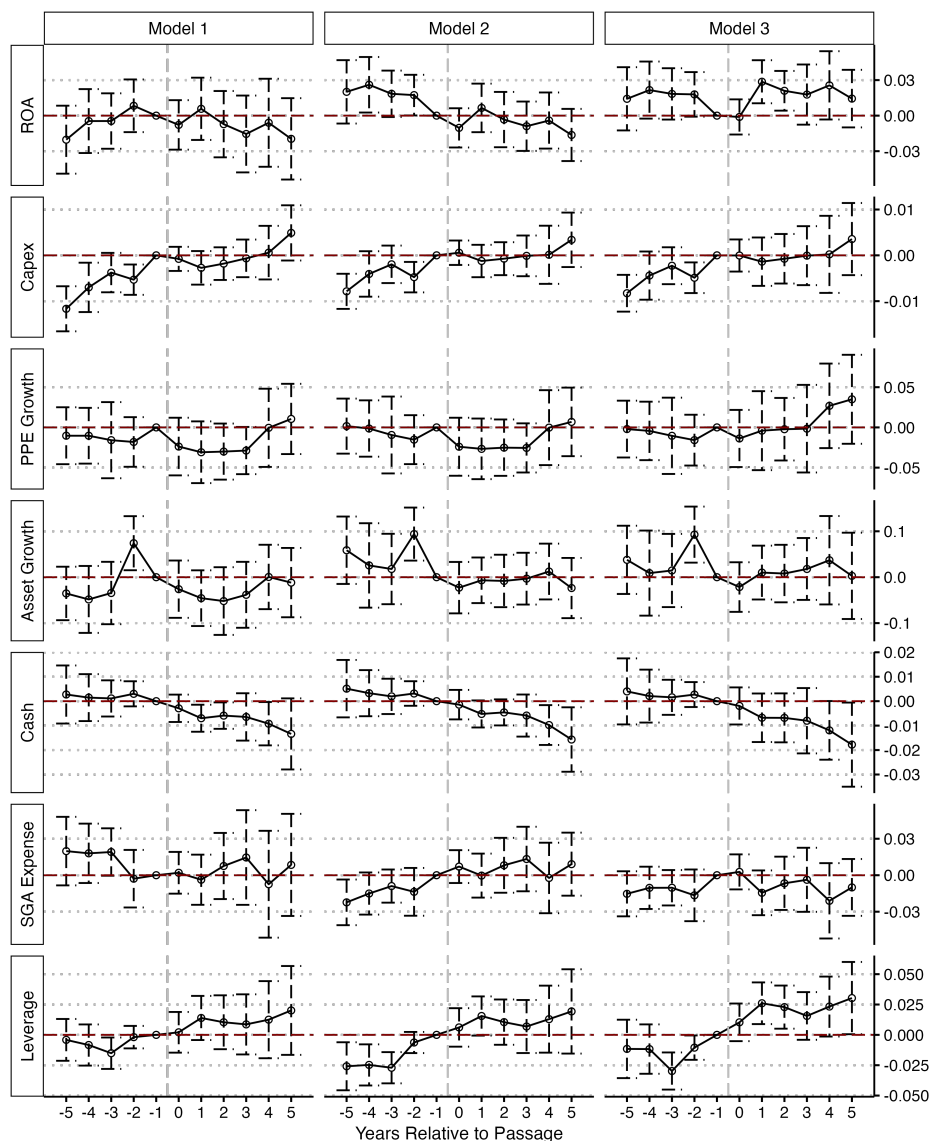 Model 1 Model 2 Model 3
ROA
0.03
0.00
-0.03
Capex
0.01
0.00
-0.01
PPE Growth
0.05
0.00
-0.05
Asset Growth
0.1
0.0
-0.1
Cash
0.02
0.01
0.00
-0.01
-0.02
-0.03
SGA Expense
0.03
0.00
-0.03
Leverage
0.050
0.025
0.000
-0.025
-0.050
-5 -4 -3 -2 -1 0 1 2 3 4 5 -5 -4 -3 -2 -1 0 1 2 3 4 5 -5 -4 -3 -2 -1 0 1 2 3 4 5
Years Relative to Passage